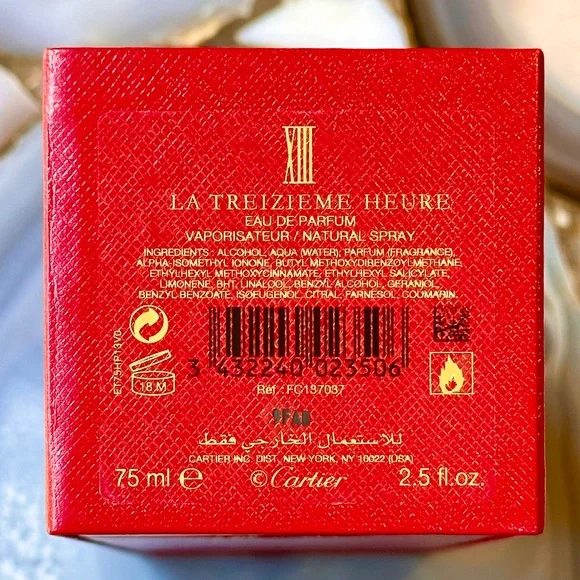 XIII
LA TREIZIEME HEURE
EAU DE PARFUM
VAPORISATEUR / NATURAL SPRAY
INGREDIENTS : ALCOHOL, AQUA (WATER), PARFUM (FRAGRANCE),
ALPHA-ISOMETHYL IONONE, BUTYL METHOXYDIBENZOYLMETHANE,
ETHYLHEXYL METHOXYCINNAMATE, ETHYLHEXYL SALICYLATE,
LIMONENE, BHT, LINALOOL, BENZYL ALCOHOL, GERANIOL,
BENZYL BENZOATE, ISOEUGENOL, CITRAL, FARNESOL, COUMARIN.
ET75HP13V0
18 M
3 432240 023506
Réf. : FC137037
9F4B
للاستعمال الخارجي فقط
CARTIER INC. DIST. NEW YORK, NY 10022 (USA)
75 ml e ©Cartier 2.5 fl.oz.